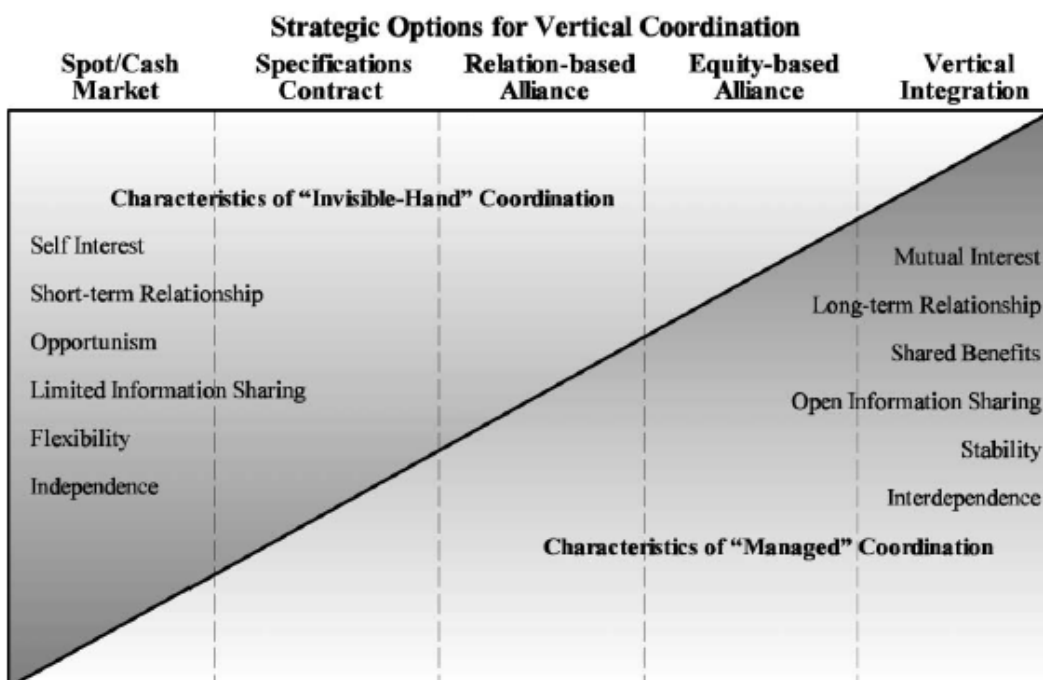 Strategic Options for Vertical Coordination
Spot/Cash
Market
Specifications
Contract
Relation-based
Alliance
Equity-based
Alliance
Vertical
Integration
Characteristics of “Invisible-Hand” Coordination
Self Interest
Short-term Relationship
Opportunism
Limited Information Sharing
Flexibility
Independence
Mutual Interest
Long-term Relationship
Shared Benefits
Open Information Sharing
Stability
Interdependence
Characteristics of “Managed” Coordination